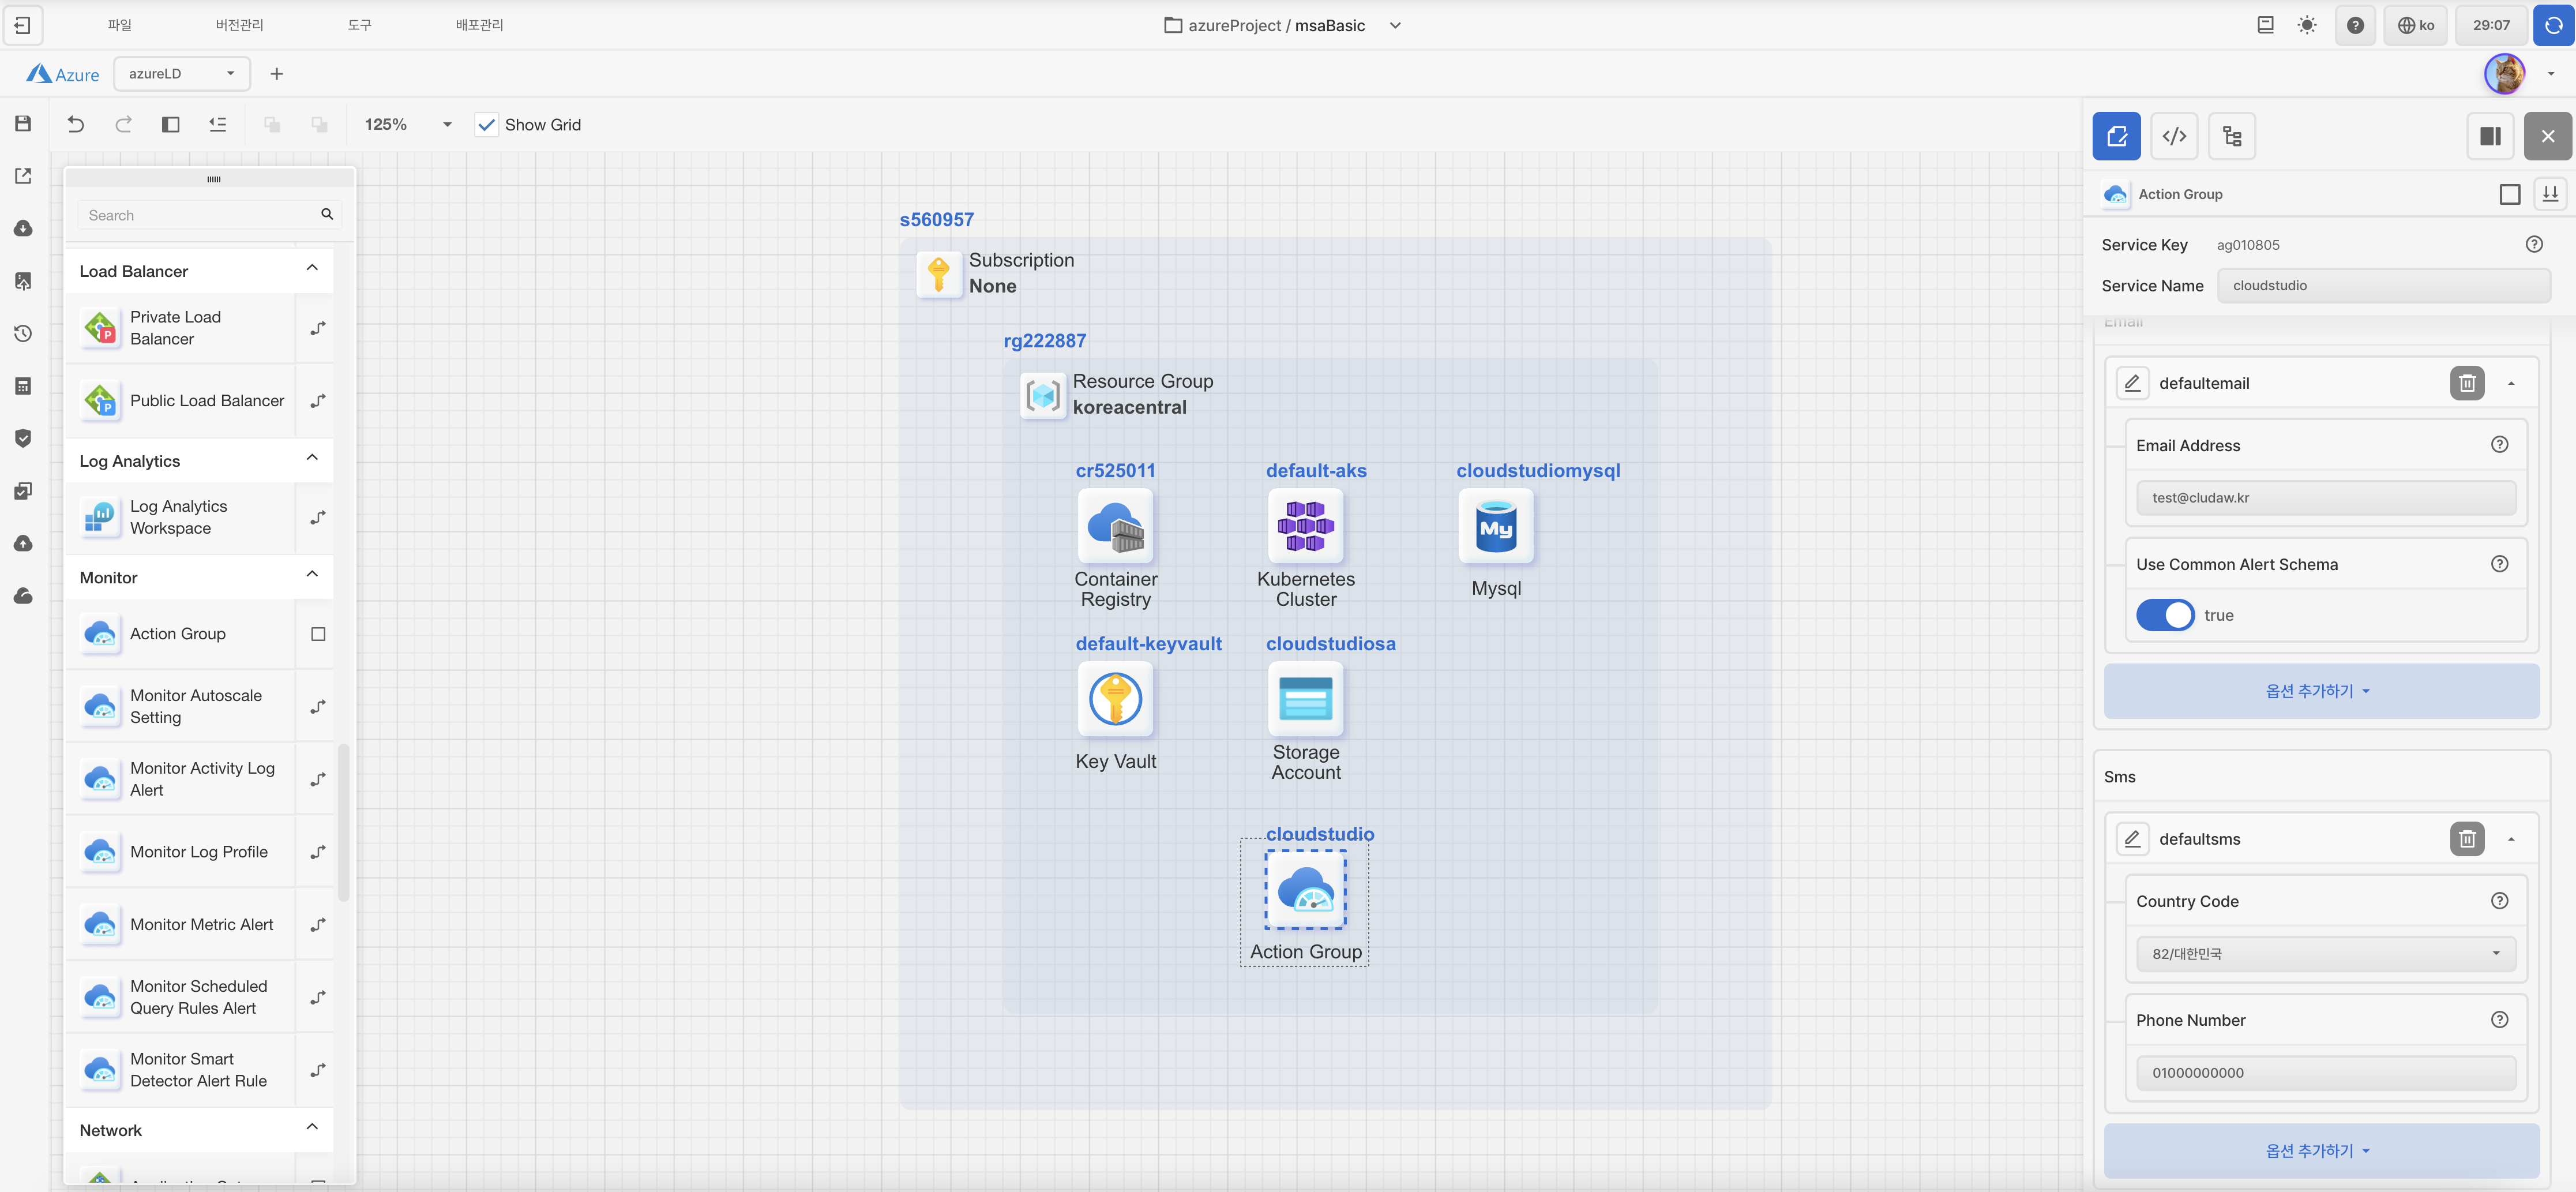 파일
버전관리
도구
배포관리
azureProject / msaBasic
ko
29:07
Azure
azureLD
125%
Show Grid
Search
Load Balancer
Private Load
Balancer
Public Load Balancer
Log Analytics
Log Analytics
Workspace
Monitor
Action Group
Monitor Autoscale
Setting
Monitor Activity Log
Alert
Monitor Log Profile
Monitor Metric Alert
Monitor Scheduled
Query Rules Alert
Monitor Smart
Detector Alert Rule
Network
s560957
Subscription
None
rg222887
Resource Group
koreacentral
cr525011
default-aks
cloudstudiomysql
My
Container
Registry
Kubernetes
Cluster
Mysql
default-keyvault
cloudstudiosa
Key Vault
Storage
Account
cloudstudio
Action Group
Action Group
Service Key
ag010805
Service Name
cloudstudio
Email
defaultemail
Email Address
test@cludaw.kr
Use Common Alert Schema
true
옵션 추가하기
Sms
defaultsms
Country Code
82/대한민국
Phone Number
01000000000
옵션 추가하기